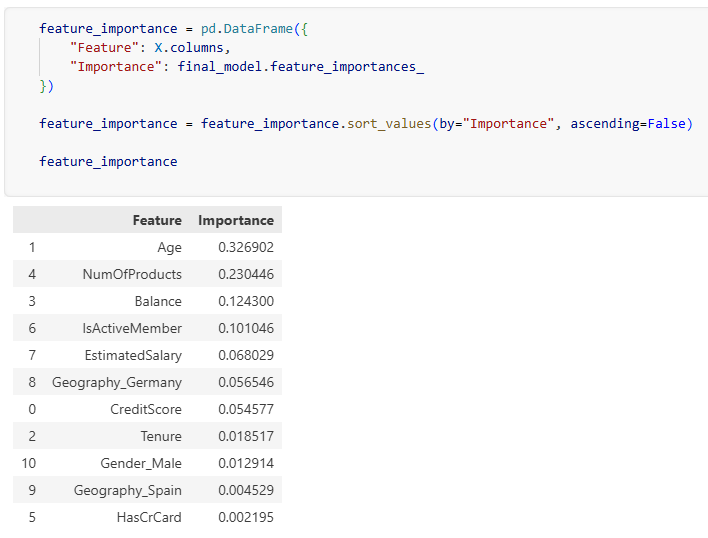 feature_importance = pd.DataFrame({
"Feature": X.columns,
"Importance": final_model.feature_importances_
})
feature_importance = feature_importance.sort_values(by="Importance", ascending=False)
feature_importance
Feature Importance
1 Age 0.326902
4 NumOfProducts 0.230446
3 Balance 0.124300
6 IsActiveMember 0.101046
7 EstimatedSalary 0.068029
8 Geography_Germany 0.056546
0 CreditScore 0.054577
2 Tenure 0.018517
10 Gender_Male 0.012914
9 Geography_Spain 0.004529
5 HasCrCard 0.002195